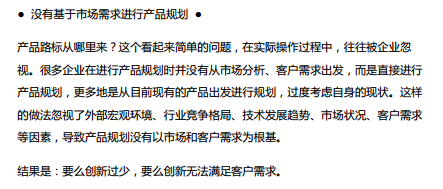 ● 没有基于市场需求进行产品规划 ●
产品路标从哪里来？这个看起来简单的问题，在实际操作过程中，往往被企业忽
视。很多企业在进行产品规划时并没有从市场分析、客户需求出发，而是直接进行
产品规划，更多地是从目前现有的产品出发进行规划，过度考虑自身的现状。这样
的做法忽视了外部宏观环境、行业竞争格局、技术发展趋势、市场状况、客户需求
等因素，导致产品规划没有以市场和客户需求为根基。
结果是：要么创新过少，要么创新无法满足客户需求。